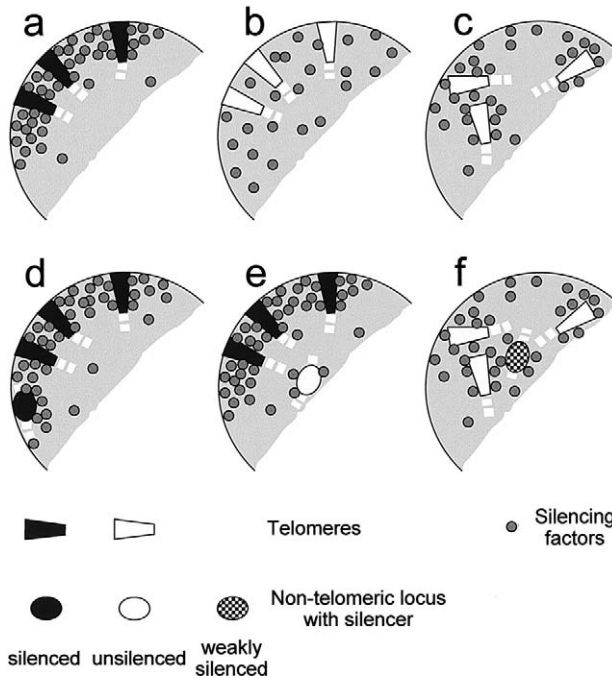 a
b
c
d
e
f
Telomeres
Silencing
factors
Non-telomeric locus
with silencer
silenced
unsilenced
weakly
silenced